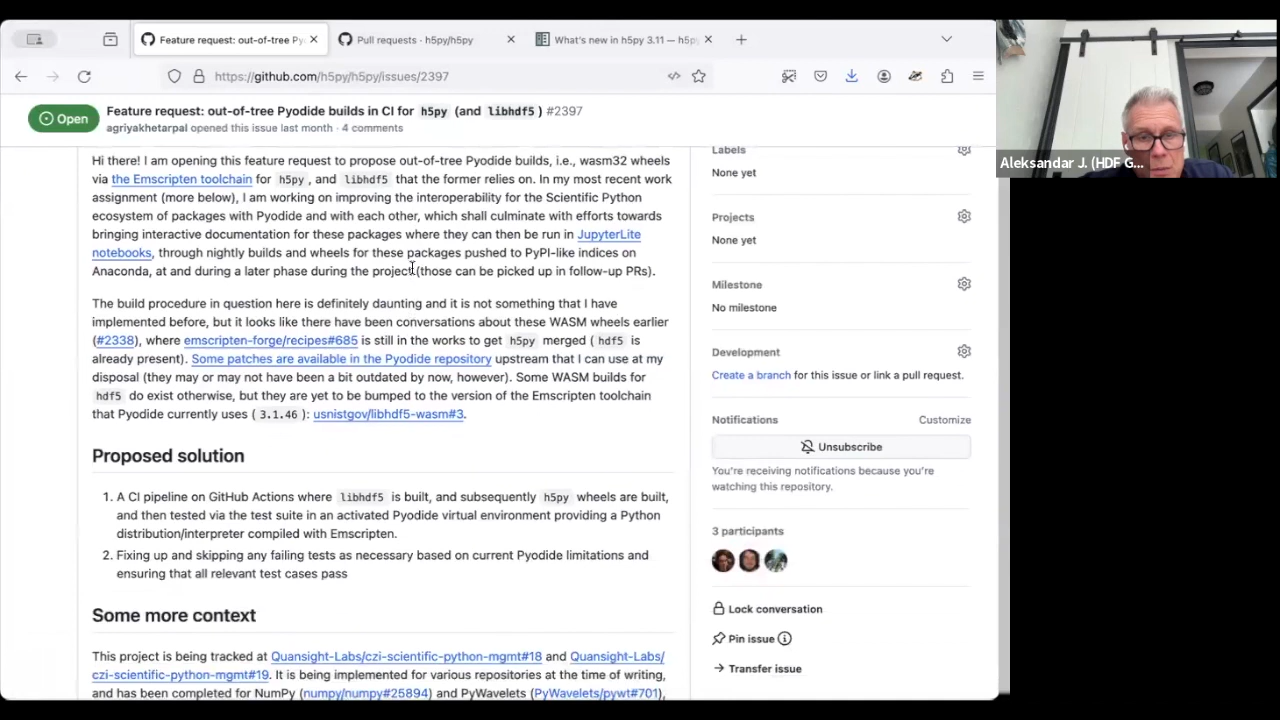 Feature request: out-of-tree Py
Pull requests · h5py/h5py
What's new in h5py 3.11 — h5
https://github.com/h5py/h5py/issues/2397
Open
Feature request: out-of-tree Pyodide builds in CI for h5py (and libhdf5) #2397
agriyakhetarpal opened this issue last month · 4 comments
Hi there! I am opening this feature request to propose out-of-tree Pyodide builds, i.e., wasm32 wheels
via the Emscripten toolchain for h5py, and libhdf5 that the former relies on. In my most recent work
assignment (more below), I am working on improving the interoperability for the Scientific Python
ecosystem of packages with Pyodide and with each other, which shall culminate with efforts towards
bringing interactive documentation for these packages where they can then be run in JupyterLite
notebooks, through nightly builds and wheels for these packages pushed to PyPI-like indices on
Anaconda, at and during a later phase during the project (those can be picked up in follow-up PRs).
The build procedure in question here is definitely daunting and it is not something that I have
implemented before, but it looks like there have been conversations about these WASM wheels earlier
(#2338), where emscripten-forge/recipes#685 is still in the works to get h5py merged ( hdf5 is
already present). Some patches are available in the Pyodide repository upstream that I can use at my
disposal (they may or may not have been a bit outdated by now, however). Some WASM builds for
hdf5 do exist otherwise, but they are yet to be bumped to the version of the Emscripten toolchain
that Pyodide currently uses ( 3.1.46 ): usnistgov/libhdf5-wasm#3.
Proposed solution
1. A CI pipeline on GitHub Actions where libhdf5 is built, and subsequently h5py wheels are built,
and then tested via the test suite in an activated Pyodide virtual environment providing a Python
distribution/interpreter compiled with Emscripten.
2. Fixing up and skipping any failing tests as necessary based on current Pyodide limitations and
ensuring that all relevant test cases pass
Some more context
This project is being tracked at Quansight-Labs/czi-scientific-python-mgmt#18 and Quansight-Labs/
czi-scientific-python-mgmt#19. It is being implemented for various repositories at the time of writing,
and has been completed for NumPy (numpy/numpy#25894) and PyWavelets (PyWavelets/pywt#701),
Labels
None yet
Projects
None yet
Milestone
No milestone
Development
Create a branch for this issue or link a pull request.
Notifications
Customize
Unsubscribe
You're receiving notifications because you're
watching this repository.
3 participants
Lock conversation
Pin issue
Transfer issue
Aleksandar J. (HDF G...